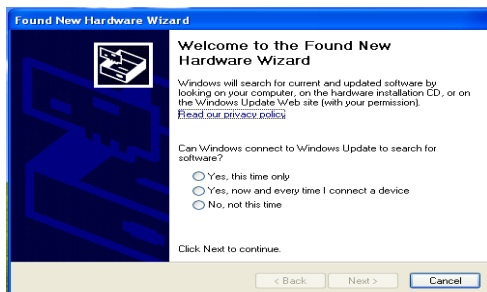 Found New Hardware Wizard
Welcome to the Found New
Hardware Wizard
Windows will search for current and updated software by
looking on your computer, on the hardware installation CD, or on
the Windows Update Web site (with your permission).
Read our privacy policy
Can Windows connect to Windows Update to search for
software?
Yes, this time only
Yes, now and every time I connect a device
No, not this time
Click Next to continue.
< Back
Next >
Cancel